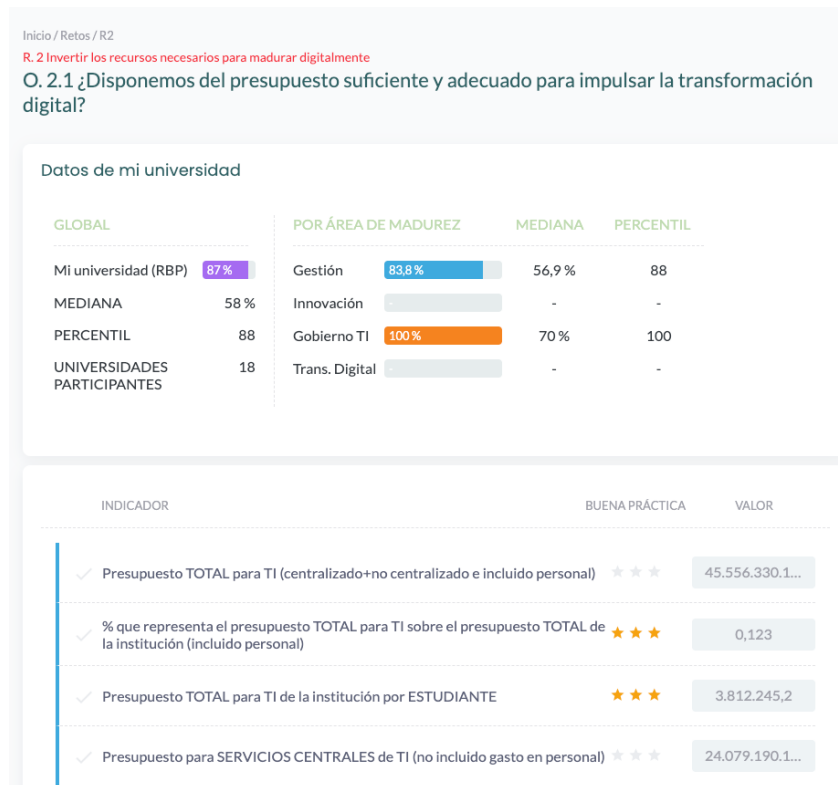 Inicio / Retos / R2
R. 2 Invertir los recursos necesarios para madurar digitalmente
O. 2.1 ¿Disponemos del presupuesto suficiente y adecuado para impulsar la transformación
digital?
Datos de mi universidad
GLOBAL
Mi universidad (RBP) 87 %
MEDIANA 58 %
PERCENTIL 88
UNIVERSIDADES 18
PARTICIPANTES
POR ÁREA DE MADUREZ MEDIANA PERCENTIL
Gestión 83,8 % 56,9 % 88
Innovación - - -
Gobierno TI 100 % 70 % 100
Trans. Digital - - -
INDICADOR BUENA PRÁCTICA VALOR
Presupuesto TOTAL para TI (centralizado+no centralizado e incluido personal) 45.556.330.1...
% que representa el presupuesto TOTAL para TI sobre el presupuesto TOTAL de
la institución (incluido personal) 0,123
Presupuesto TOTAL para TI de la institución por ESTUDIANTE 3.812.245,2
Presupuesto para SERVICIOS CENTRALES de TI (no incluido gasto en personal) 24.079.190.1...